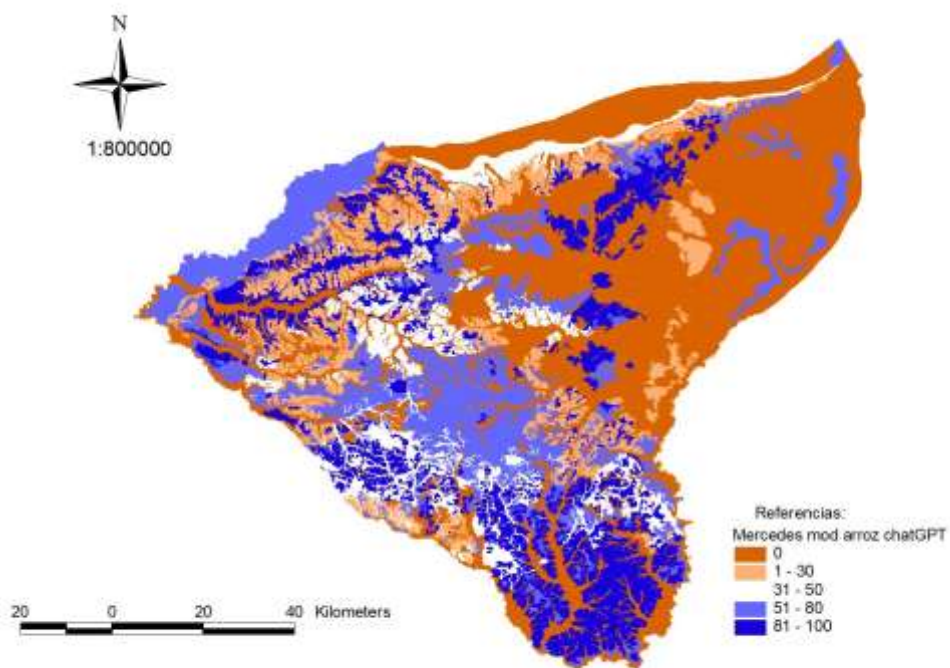 N
1:800000
Referencias:
Mercedes mod arroz chatGPT
0
1 - 30
31 - 50
51 - 80
81 - 100
20 0 20 40 Kilometers